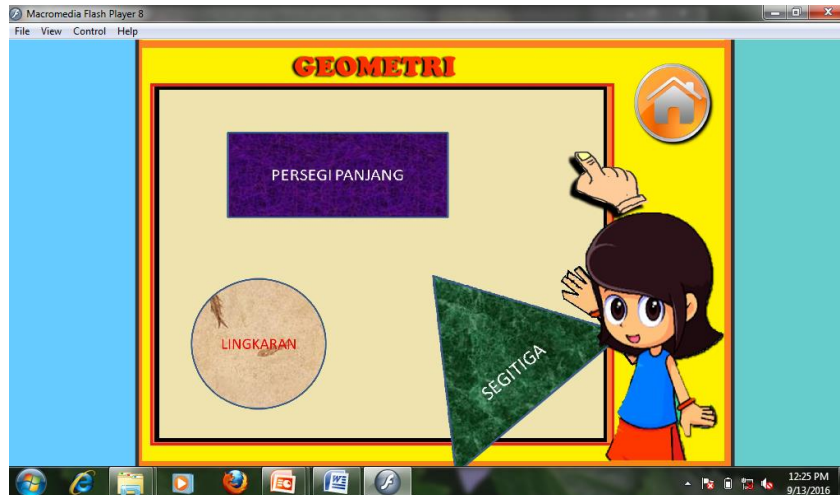 Macromedia Flash Player 8
File View Control Help
GEOMETRI
PERSEGI PANJANG
LINGKARAN
SEGITIGA
12:25 PM
9/13/2016